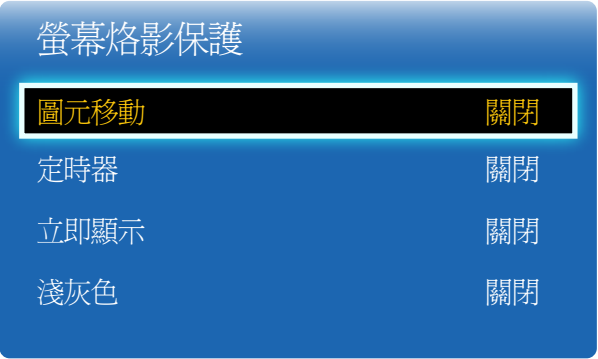 螢幕烙影保護
圖元移動 關閉
定時器 關閉
立即顯示 關閉
淺灰色 關閉